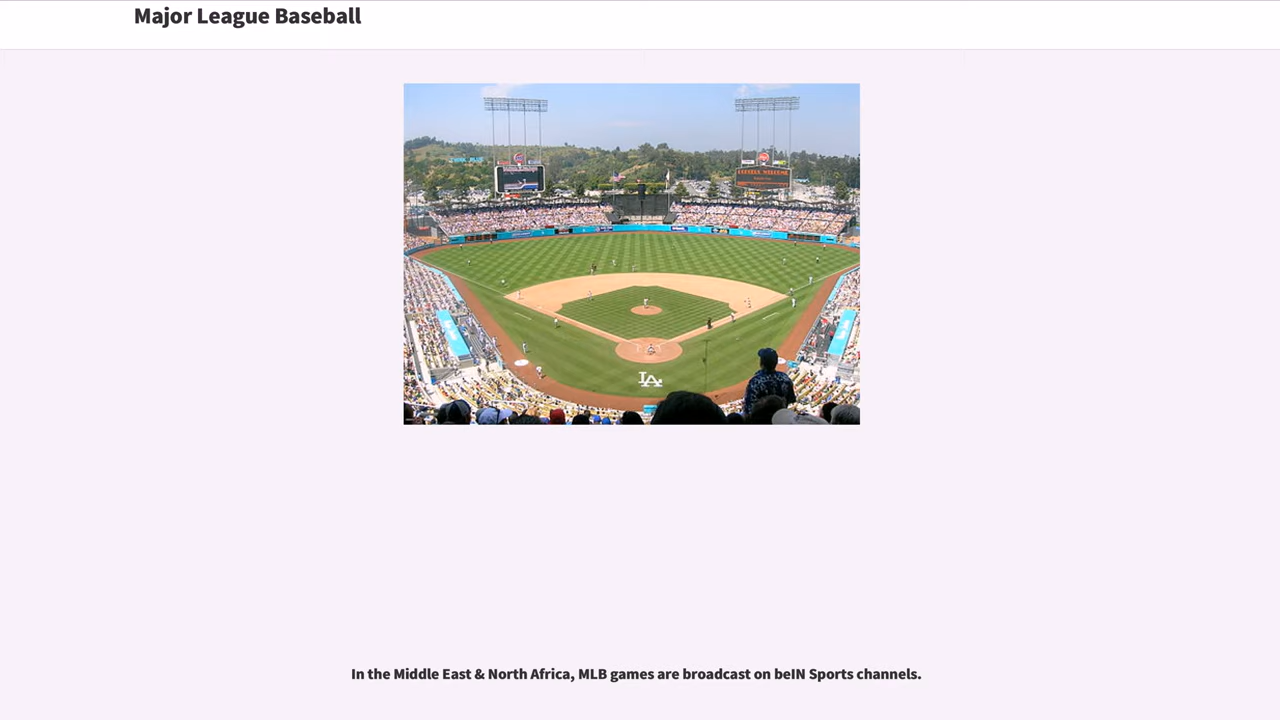 Major League Baseball
LA
In the Middle East & North Africa, MLB games are broadcast on beIN Sports channels.